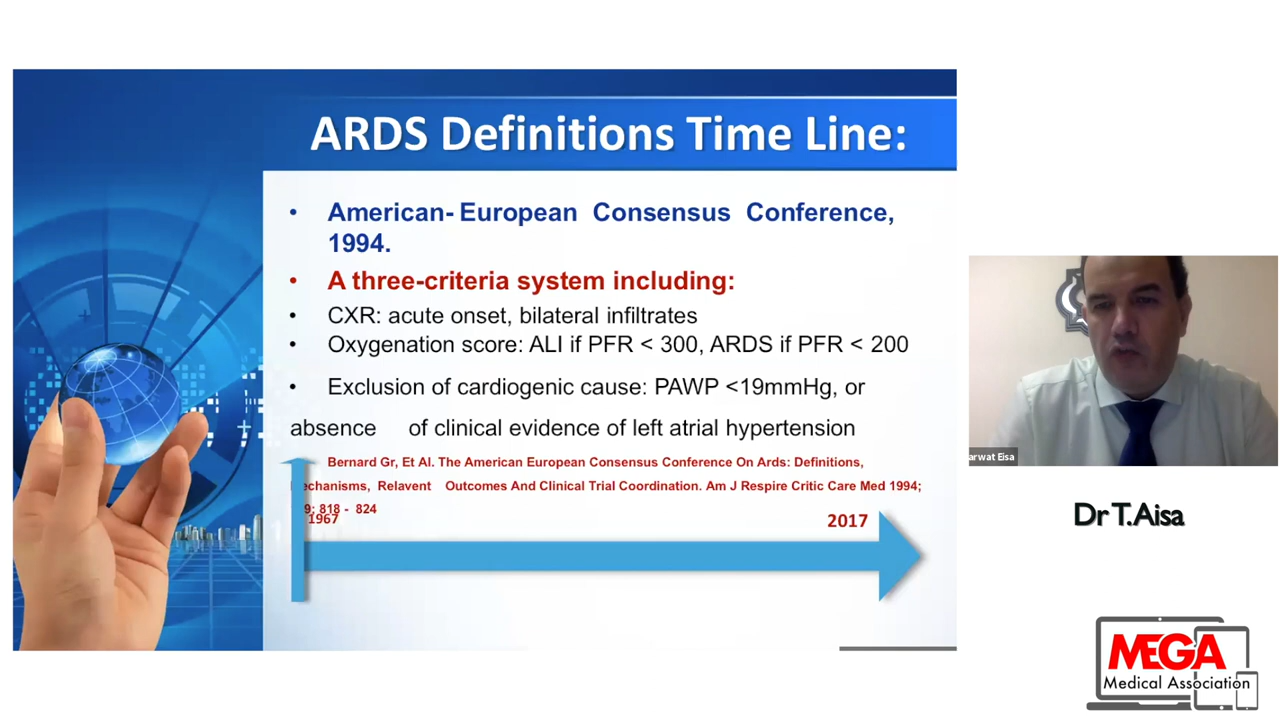 ARDS Definitions Time Line:
• American- European Consensus Conference,
1994.
• A three-criteria system including:
• CXR: acute onset, bilateral infiltrates
• Oxygenation score: ALI if PFR < 300, ARDS if PFR < 200
• Exclusion of cardiogenic cause: PAWP <19mmHg, or
absence of clinical evidence of left atrial hypertension
Bernard Gr, Et Al. The American European Consensus Conference On Ards: Definitions,
echanisms, Relavent Outcomes And Clinical Trial Coordination. Am J Respire Critic Care Med 1994;
9; 818 - 824
1967
2017
arwat Eisa
Dr T.Aisa
MEGA
Medical Association